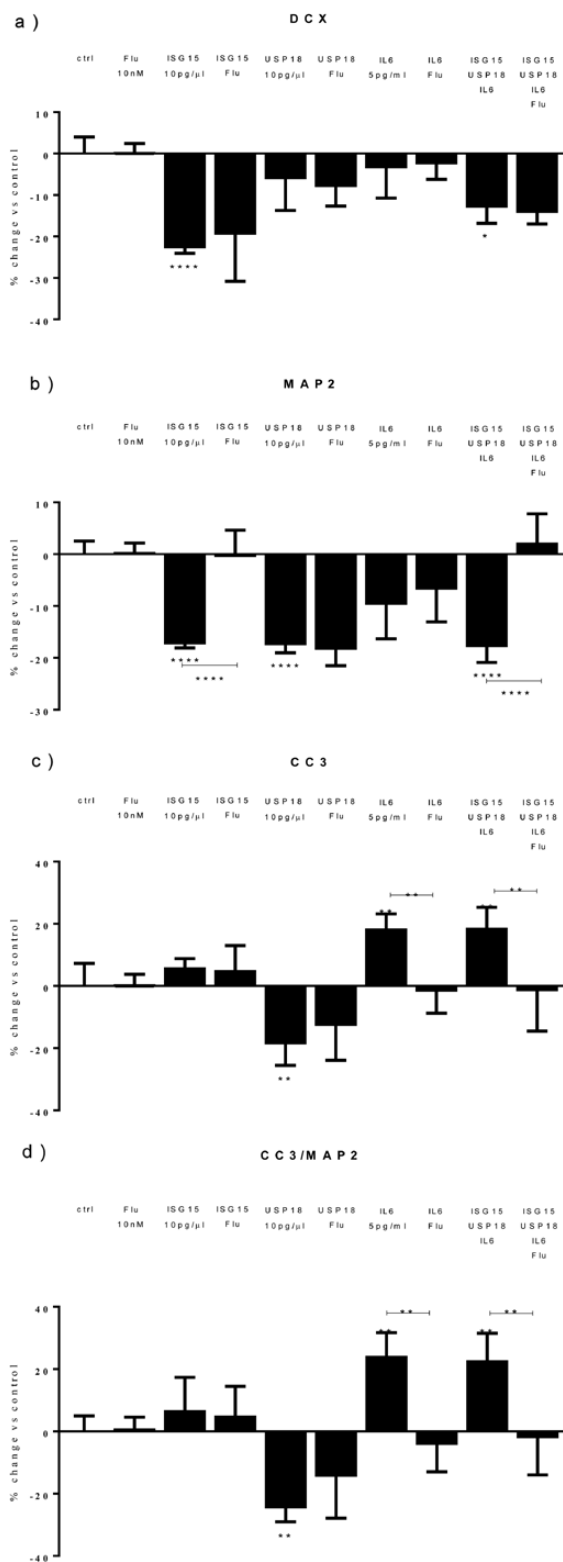 a )
DCX
ctrl Flu ISG15 ISG15 USP18 USP18 IL6 IL6 ISG15 ISG15
10nM 10pg/µl Flu 10pg/µl Flu 5pg/ml Flu USP18 USP18
IL6 IL6
Flu
10
0
-10
-20
-30
-40
% change vs control
****
*
b )
MAP2
ctrl Flu ISG15 ISG15 USP18 USP18 IL6 IL6 ISG15 ISG15
10nM 10pg/µl Flu 10pg/µl Flu 5pg/ml Flu USP18 USP18
IL6 IL6
Flu
10
0
-10
-20
-30
% change vs control
**** **** ****
**** ****
c )
CC3
ctrl Flu ISG15 ISG15 USP18 USP18 IL6 IL6 ISG15 ISG15
10nM 10pg/µl Flu 10pg/µl Flu 5pg/ml Flu USP18 USP18
IL6 IL6
Flu
40
20
0
-20
-40
% change vs control
** **
** **
**
d )
CC3/MAP2
ctrl Flu ISG15 ISG15 USP18 USP18 IL6 IL6 ISG15 ISG15
10nM 10pg/µl Flu 10pg/µl Flu 5pg/ml Flu USP18 USP18
IL6 IL6
Flu
40
20
0
-20
-40
% change vs control
** **
** **
**